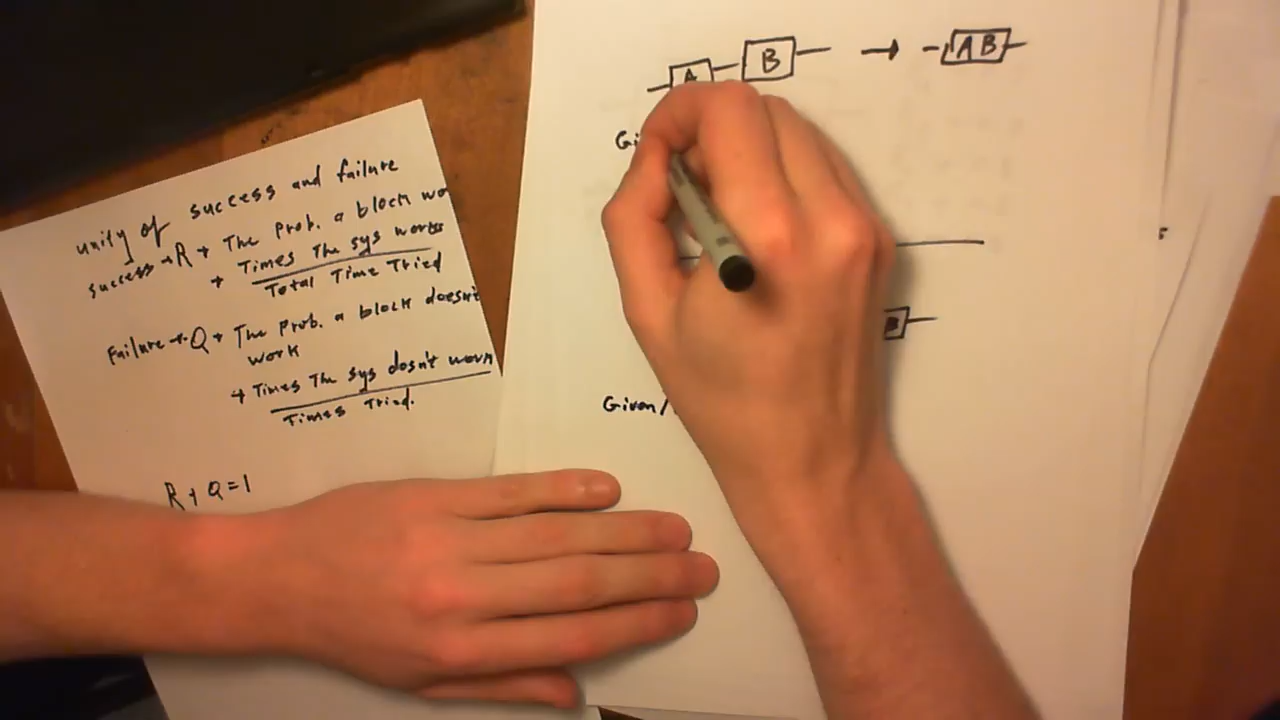 unity of success and failure
success → R → The Prob. a block wo
→ Times The sys works
Total Time Tried
Failure → Q → The Prob. a block doesn't
work
→ Times The sys dosn't work
Times Tried.
R + Q = 1
A B → AB
Gi
B
Given/